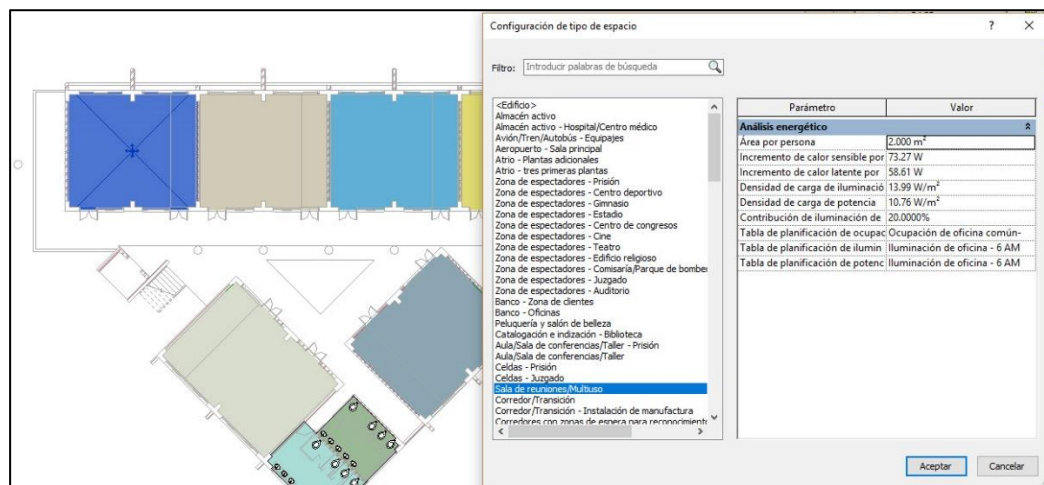 Configuración de tipo de espacio
Filtro: Introducir palabras de búsqueda
<Edificio>
Almacén activo
Almacén activo - Hospital/Centro médico
Avión/Tren/Autobús - Equipajes
Aeropuerto - Sala principal
Atrio - Plantas adicionales
Atrio - tres primeras plantas
Zona de espectadores - Prisión
Zona de espectadores - Centro deportivo
Zona de espectadores - Gimnasio
Zona de espectadores - Estadio
Zona de espectadores - Centro de congresos
Zona de espectadores - Cine
Zona de espectadores - Teatro
Zona de espectadores - Edificio religioso
Zona de espectadores - Comisaría/Parque de bomber
Zona de espectadores - Juzgado
Zona de espectadores - Auditorio
Banco - Zona de clientes
Banco - Oficinas
Peluquería y salón de belleza
Catalogación e indización - Biblioteca
Aula/Sala de conferencias/Taller - Prisión
Aula/Sala de conferencias/Taller
Celdas - Prisión
Celdas - Juzgado
Sala de reuniones/Multiuso
Corredor/Transición
Corredor/Transición - Instalación de manufactura
Corredores con zonas de espera para reconocimient
Parámetro Valor
Análisis energético
Área por persona 2.000 m²
Incremento de calor sensible por 73.27 W
Incremento de calor latente por 58.61 W
Densidad de carga de iluminació 13.99 W/m²
Densidad de carga de potencia 10.76 W/m²
Contribución de iluminación de 20.0000%
Tabla de planificación de ocupac Ocupación de oficina común-
Tabla de planificación de ilumin Iluminación de oficina - 6 AM
Tabla de planificación de potenc Iluminación de oficina - 6 AM
Aceptar Cancelar